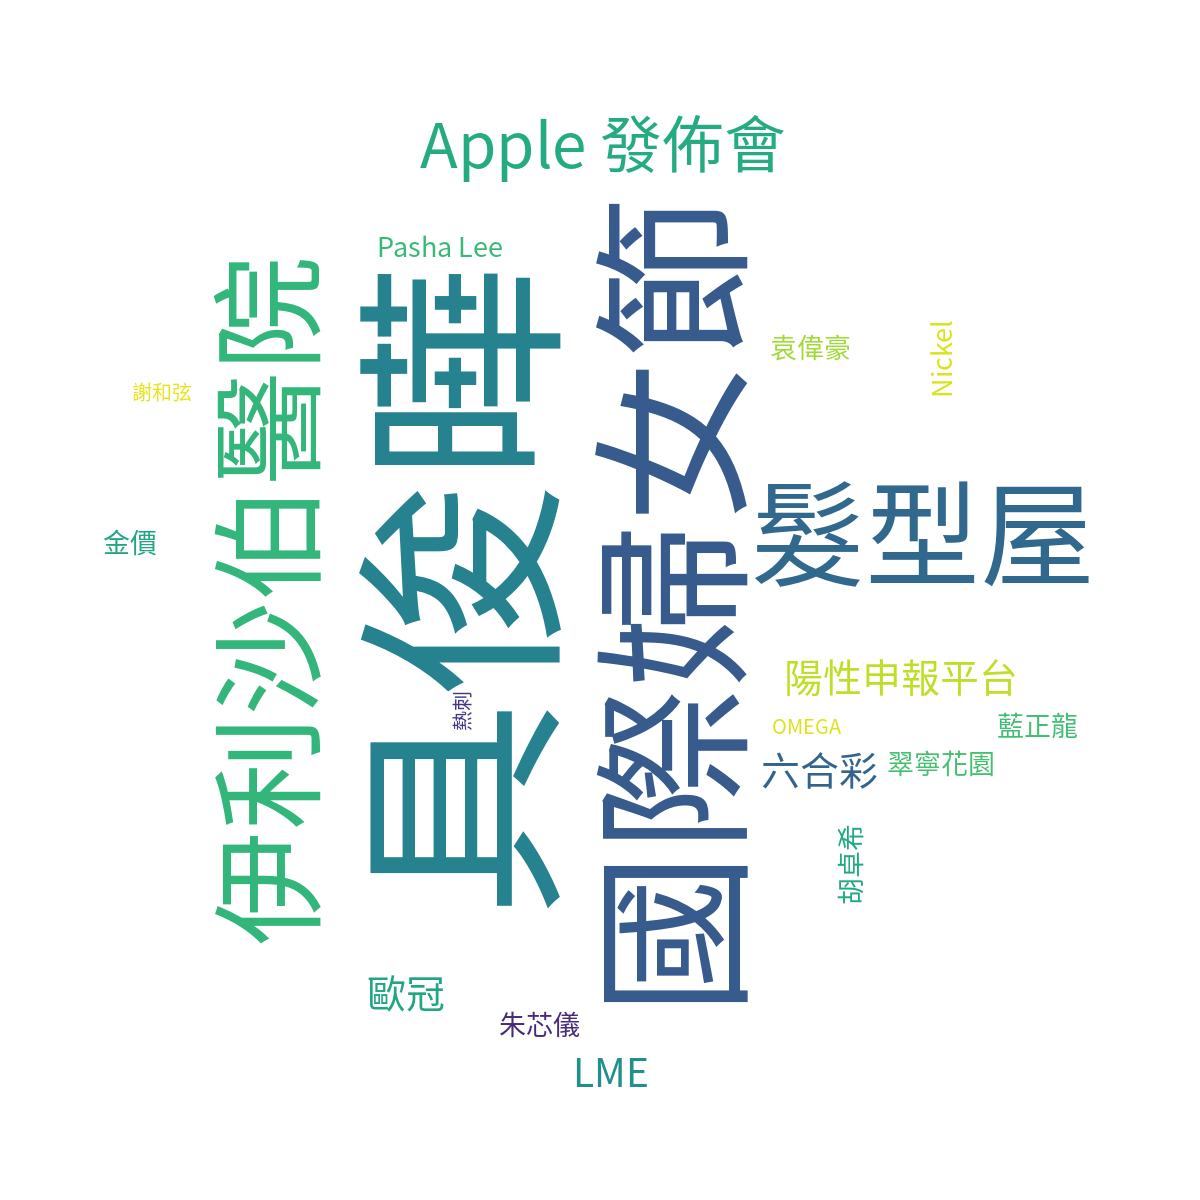 Apple 發佈會
Pasha Lee
國際婦女節
具俊曄
伊利沙伯醫院
袁偉豪
Nickel
謝和弦
髮型屋
金價
陽性申報平台
熱刺
OMEGA
藍正龍
六合彩
翠寧花園
胡卓希
歐冠
朱芯儀
LME